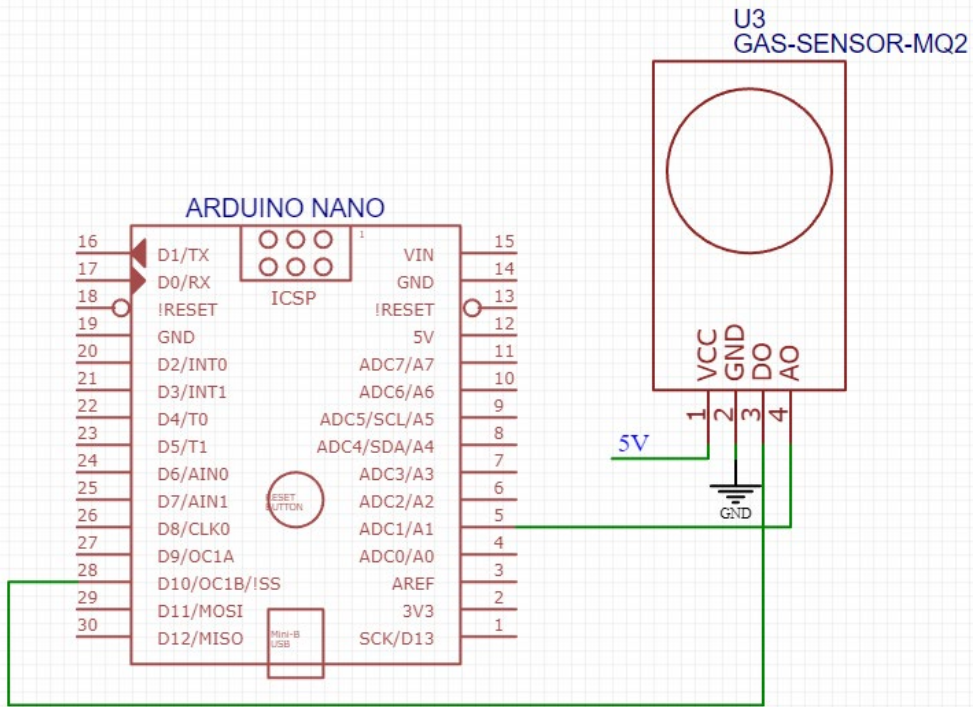 U3
GAS-SENSOR-MQ2
ARDUINO NANO
1
ICSP
16 D1/TX VIN 15
17 D0/RX GND 14
18 !RESET !RESET 13
19 GND 5V 12
20 D2/INT0 ADC7/A7 11
21 D3/INT1 ADC6/A6 10
22 D4/T0 ADC5/SCL/A5 9
23 D5/T1 ADC4/SDA/A4 8
24 D6/AIN0 ADC3/A3 7
25 D7/AIN1 ADC2/A2 6
26 D8/CLK0 ADC1/A1 5
27 D9/OC1A ADC0/A0 4
28 D10/OC1B/!SS AREF 3
29 D11/MOSI 3V3 2
30 D12/MISO SCK/D13 1
RESET
BUTTON
Mini-B
USB
VCC
GND
DO
AO
1
2
3
4
5V
GND